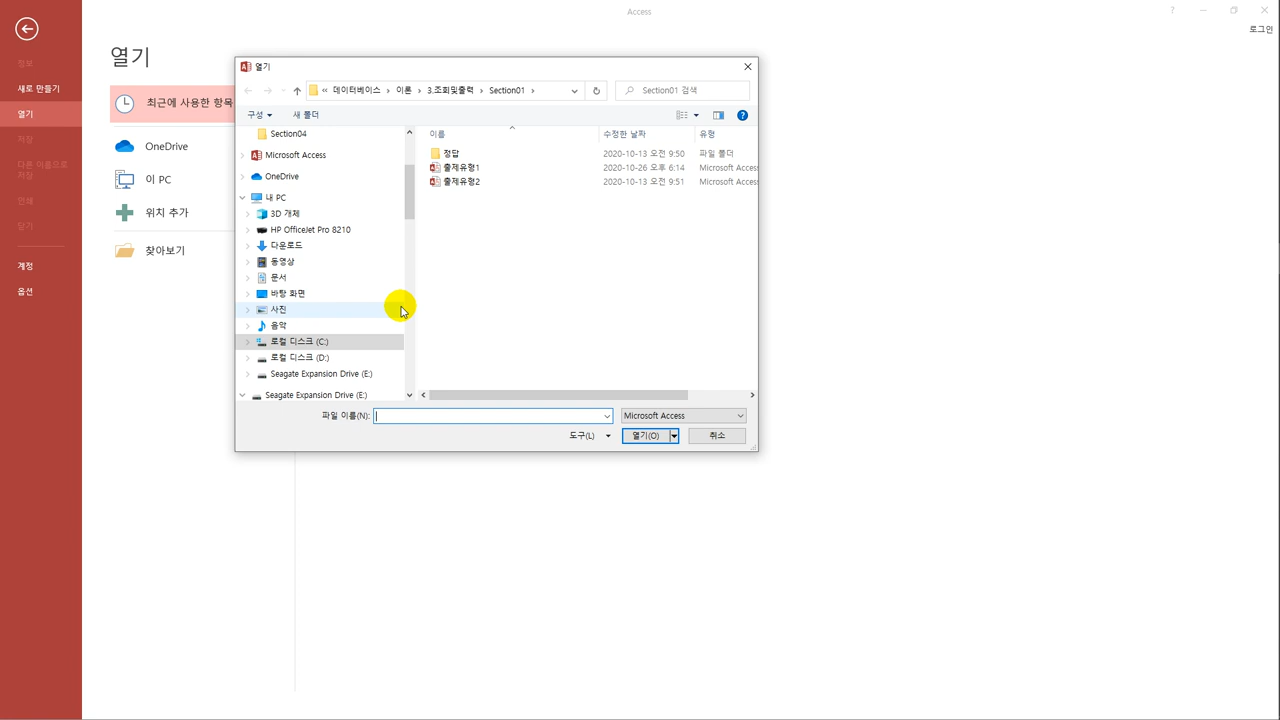 Access
?
로그인
정보
새로 만들기
열기
저장
다른 이름으로
저장
인쇄
닫기
계정
옵션
열기
최근에 사용한 항목
OneDrive
이 PC
위치 추가
찾아보기
열기
« 데이터베이스 › 이론 › 3.조회및출력 › Section01 ›
Section01 검색
구성
새 폴더
Section04
Microsoft Access
OneDrive
내 PC
3D 개체
HP OfficeJet Pro 8210
다운로드
동영상
문서
바탕 화면
사진
음악
로컬 디스크 (C:)
로컬 디스크 (D:)
Seagate Expansion Drive (E:)
Seagate Expansion Drive (E:)
이름 수정한 날짜 유형
정답 2020-10-13 오전 9:50 파일 폴더
출제유형1 2020-10-26 오후 6:14 Microsoft Access
출제유형2 2020-10-13 오전 9:51 Microsoft Access
파일 이름(N):
Microsoft Access
도구(L)
열기(O)
취소